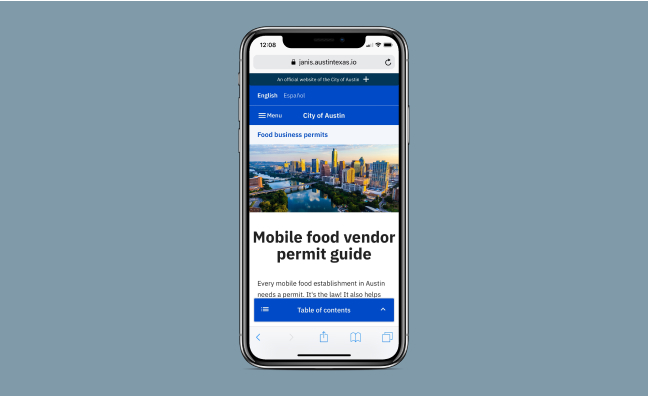 12:08
janis.austintexas.io
An official website of the City of Austin +
English Español
Menu City of Austin
Food business permits
Mobile food vendor
permit guide
Every mobile food establishment in Austin
needs a permit. It's the law! It also helps
Table of contents